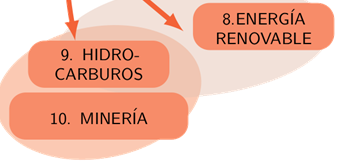 8.ENERGÍA
RENOVABLE
9. HIDRO-
CARBUROS
10. MINERÍA